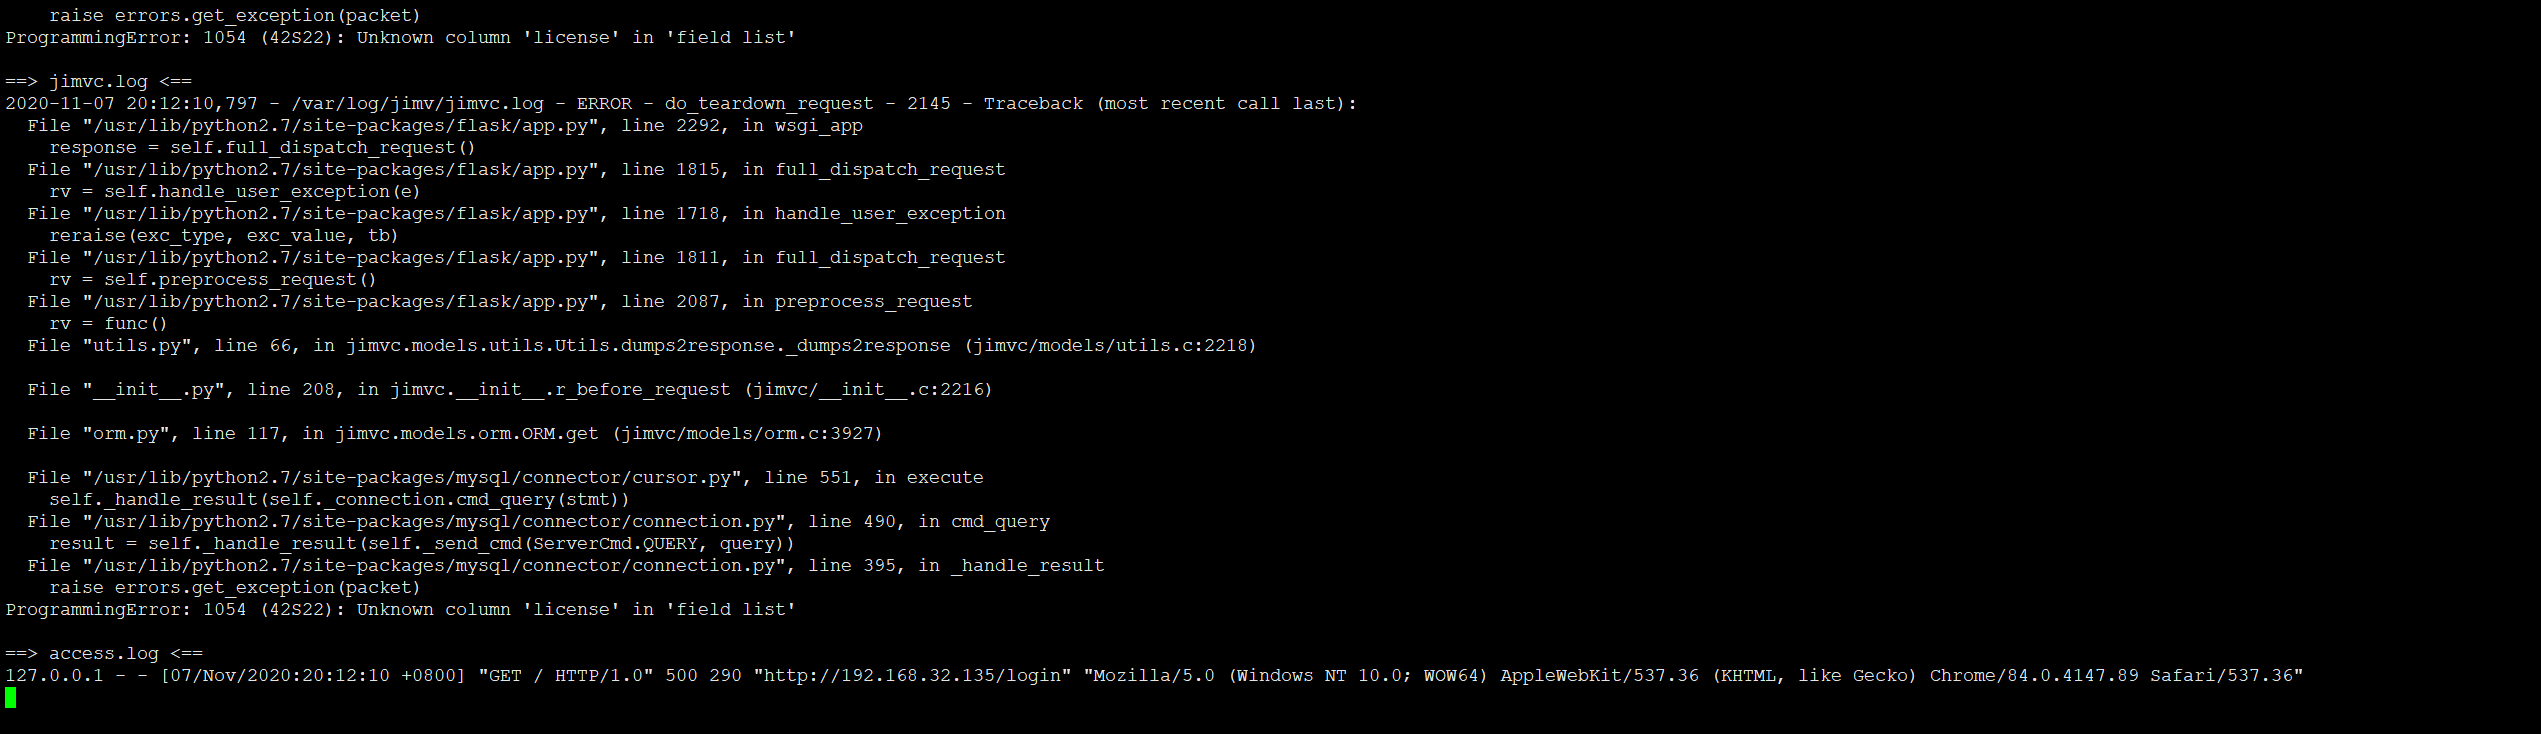 raise errors.get_exception(packet)
ProgrammingError: 1054 (42S22): Unknown column 'license' in 'field list'
==> jimvc.log <==
2020-11-07 20:12:10,797 - /var/log/jimv/jimvc.log - ERROR - do_teardown_request - 2145 - Traceback (most recent call last):
File "/usr/lib/python2.7/site-packages/flask/app.py", line 2292, in wsgi_app
response = self.full_dispatch_request()
File "/usr/lib/python2.7/site-packages/flask/app.py", line 1815, in full_dispatch_request
rv = self.handle_user_exception(e)
File "/usr/lib/python2.7/site-packages/flask/app.py", line 1718, in handle_user_exception
reraise(exc_type, exc_value, tb)
File "/usr/lib/python2.7/site-packages/flask/app.py", line 1811, in full_dispatch_request
rv = self.preprocess_request()
File "/usr/lib/python2.7/site-packages/flask/app.py", line 2087, in preprocess_request
rv = func()
File "utils.py", line 66, in jimvc.models.utils.Utils.dumps2response._dumps2response (jimvc/models/utils.c:2218)
File "__init__.py", line 208, in jimvc.__init__.r_before_request (jimvc/__init__.c:2216)
File "orm.py", line 117, in jimvc.models.orm.ORM.get (jimvc/models/orm.c:3927)
File "/usr/lib/python2.7/site-packages/mysql/connector/cursor.py", line 551, in execute
self._handle_result(self._connection.cmd_query(stmt))
File "/usr/lib/python2.7/site-packages/mysql/connector/connection.py", line 490, in cmd_query
result = self._handle_result(self._send_cmd(ServerCmd.QUERY, query))
File "/usr/lib/python2.7/site-packages/mysql/connector/connection.py", line 395, in _handle_result
raise errors.get_exception(packet)
ProgrammingError: 1054 (42S22): Unknown column 'license' in 'field list'
==> access.log <==
127.0.0.1 - - [07/Nov/2020:20:12:10 +0800] "GET / HTTP/1.0" 500 290 "http://192.168.32.135/login" "Mozilla/5.0 (Windows NT 10.0; WOW64) AppleWebKit/537.36 (KHTML, like Gecko) Chrome/84.0.4147.89 Safari/537.36"